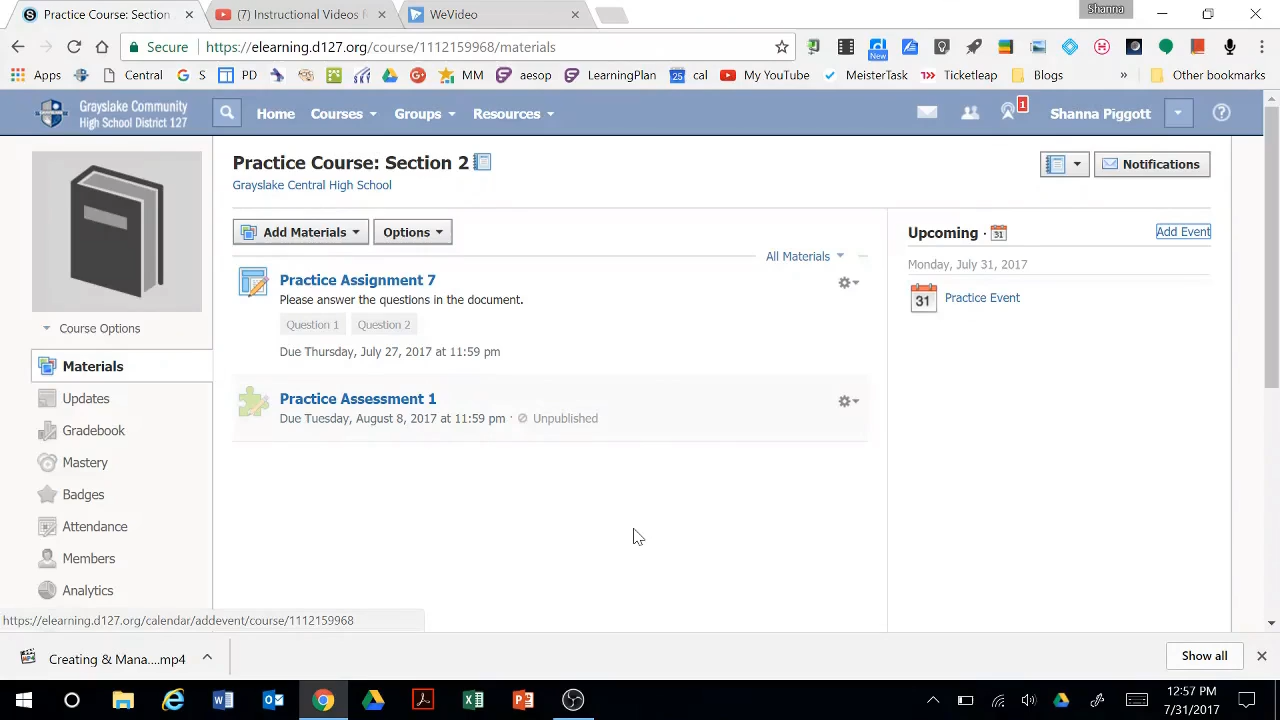 Shanna
Practice Course: Section
(7) Instructional Videos f
WeVideo
Secure
https://elearning.d127.org/course/1112159968/materials
New
Apps
Central
S
PD
MM
aesop
LearningPlan
25
cal
My YouTube
MeisterTask
Ticketleap
Blogs
»
Other bookmarks
Grayslake Community
High School District 127
Home
Courses
Groups
Resources
1
Shanna Piggott
Practice Course: Section 2
Grayslake Central High School
Notifications
Add Materials
Options
All Materials
Upcoming · 31
Add Event
Monday, July 31, 2017
31
Practice Event
Practice Assignment 7
Please answer the questions in the document.
Question 1
Question 2
Due Thursday, July 27, 2017 at 11:59 pm
Practice Assessment 1
Due Tuesday, August 8, 2017 at 11:59 pm · Unpublished
Course Options
Materials
Updates
Gradebook
Mastery
Badges
Attendance
Members
Analytics
https://elearning.d127.org/calendar/addevent/course/1112159968
Creating & Mana....mp4
Show all
12:57 PM
7/31/2017